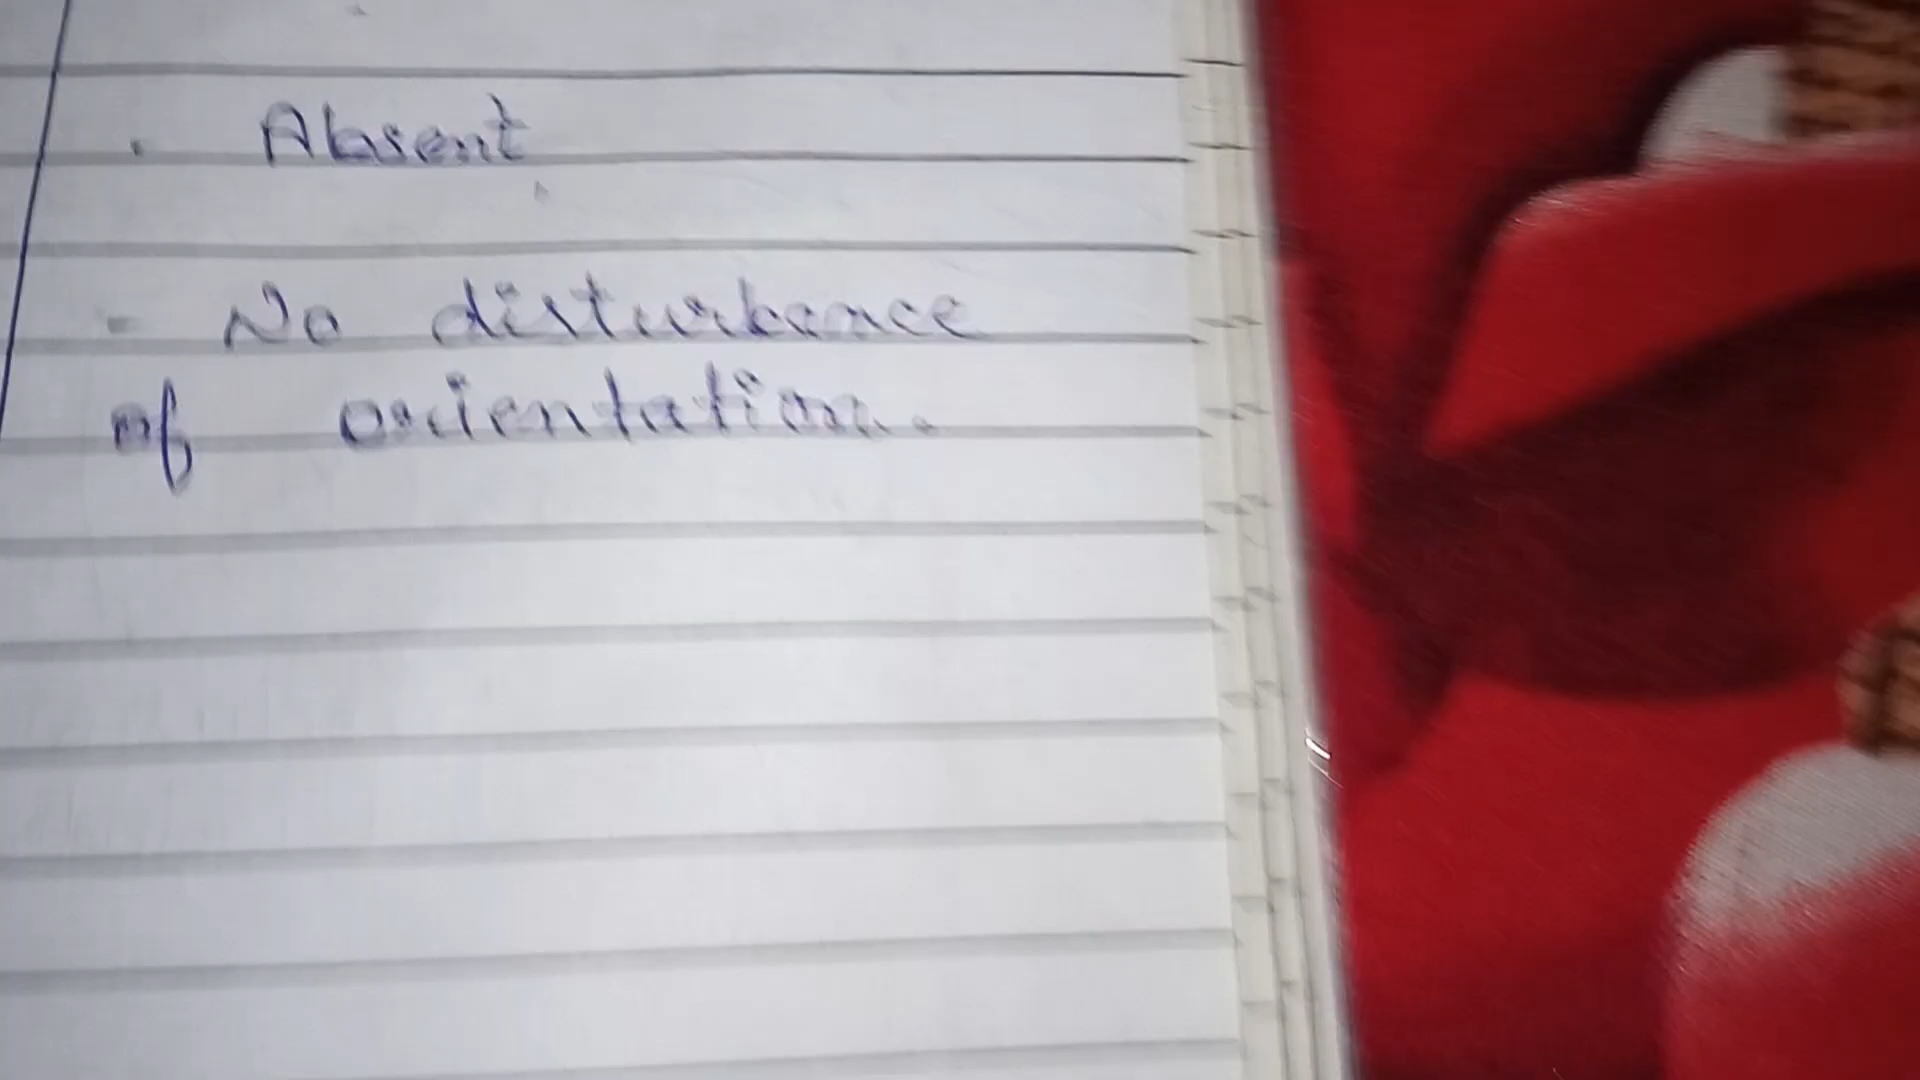 . Absent
- No disturbance
of orientation.